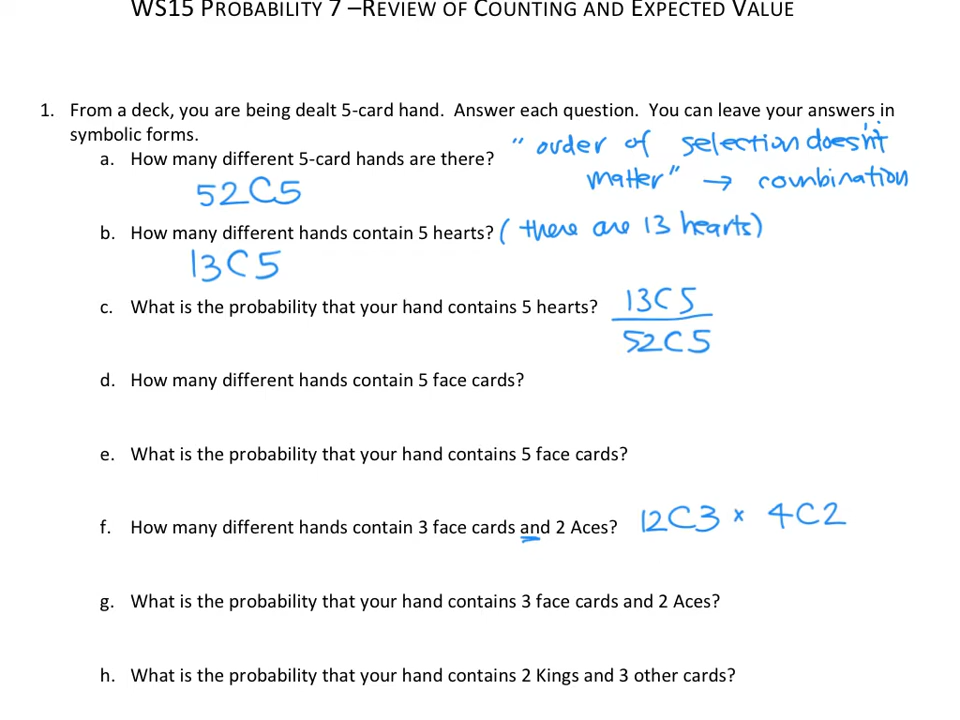 WS15 PROBABILITY 7 –REVIEW OF COUNTING AND EXPECTED VALUE
1. From a deck, you are being dealt 5-card hand. Answer each question. You can leave your answers in
symbolic forms.
"order of selection doesn't
a. How many different 5-card hands are there?
matter" → combination
52C5
b. How many different hands contain 5 hearts? (there are 13 hearts)
13C5
c. What is the probability that your hand contains 5 hearts? 13C5
52C5
d. How many different hands contain 5 face cards?
e. What is the probability that your hand contains 5 face cards?
f. How many different hands contain 3 face cards and 2 Aces? 12C3 × 4C2
g. What is the probability that your hand contains 3 face cards and 2 Aces?
h. What is the probability that your hand contains 2 Kings and 3 other cards?